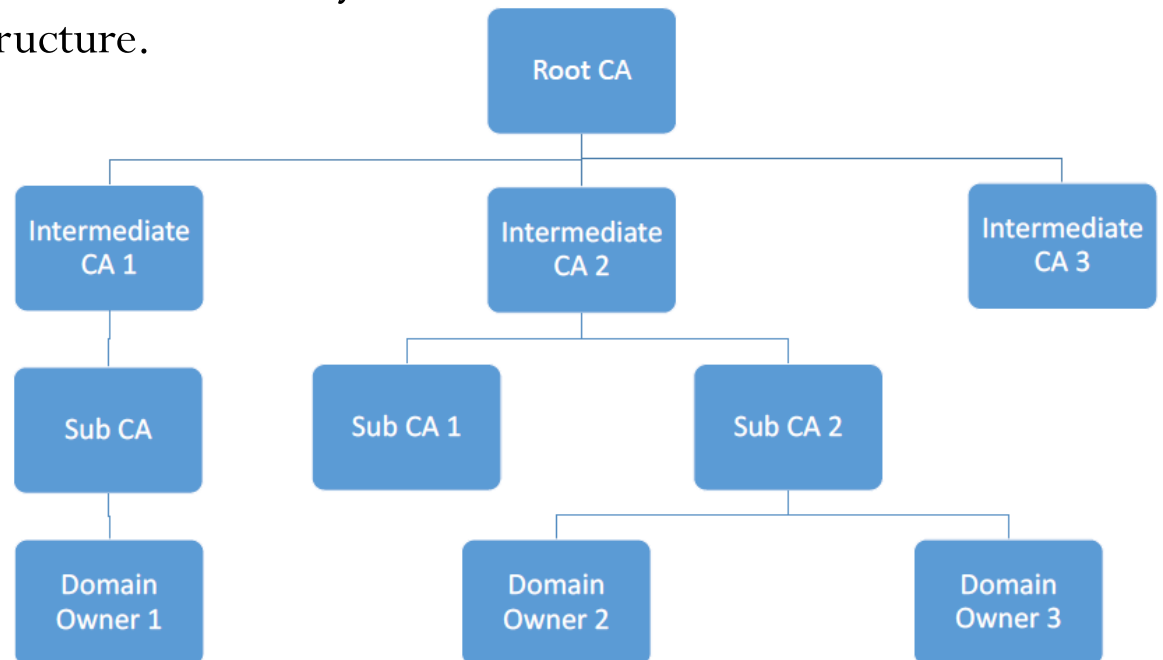 ructure.
Root CA
Intermediate
CA 1
Intermediate
CA 2
Intermediate
CA 3
Sub CA
Sub CA 1
Sub CA 2
Domain
Owner 1
Domain
Owner 2
Domain
Owner 3